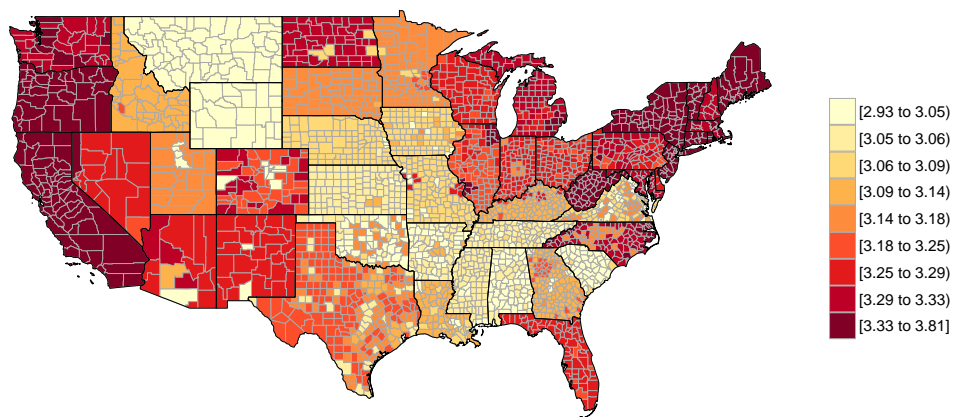 [2.93 to 3.05)
[3.05 to 3.06)
[3.06 to 3.09)
[3.09 to 3.14)
[3.14 to 3.18)
[3.18 to 3.25)
[3.25 to 3.29)
[3.29 to 3.33)
[3.33 to 3.81]